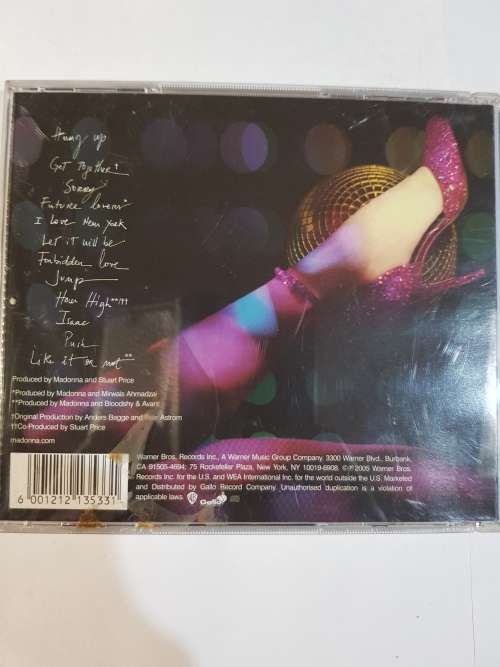 Hung up
Get Together†
Sorry
Future lovers*
I Love New York
Let it will be
Forbidden love
Jump
How High**††
Isaac
Push
Like it or not**
Produced by Madonna and Stuart Price
*Produced by Madonna and Mirwais Ahmadzai
**Produced by Madonna and Bloodshy & Avant
†Original Production by Anders Bagge and Peer Astrom
††Co-Produced by Stuart Price
madonna.com
Warner Bros. Records Inc., A Warner Music Group Company. 3300 Warner Blvd., Burbank,
CA 91505-4694; 75 Rockefeller Plaza, New York, NY 10019-6908. ©℗2005 Warner Bros.
Records Inc. for the U.S. and WEA International Inc. for the world outside the U.S. Marketed
and Distributed by Gallo Record Company. Unauthorised duplication is a violation of
applicable laws.
Gallo
6 001212 135331